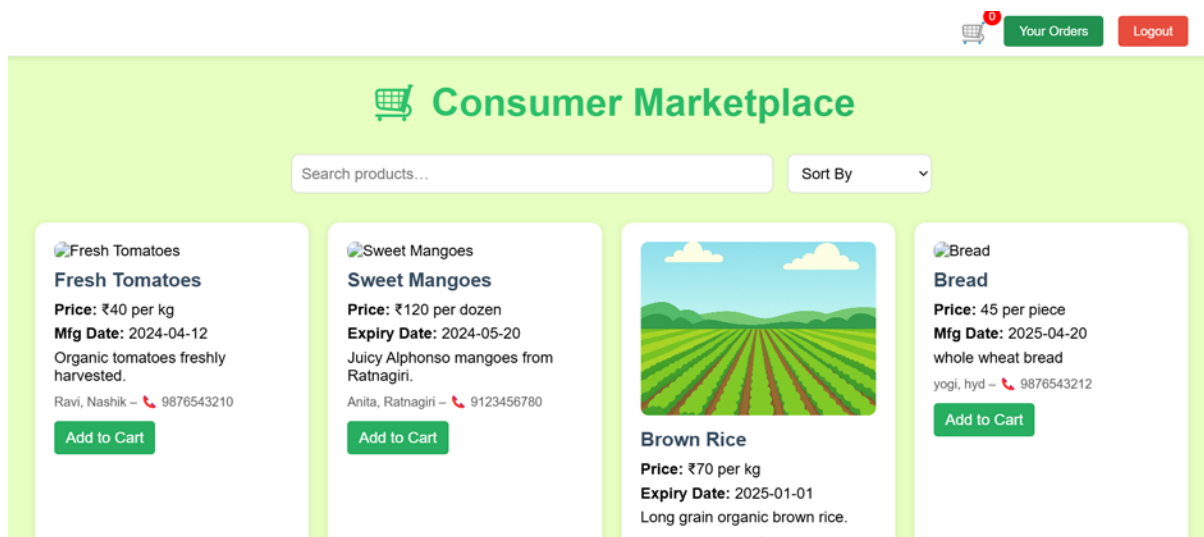 0
Your Orders
Logout
Consumer Marketplace
Search products...
Sort By
Fresh Tomatoes
Fresh Tomatoes
Price: ₹40 per kg
Mfg Date: 2024-04-12
Organic tomatoes freshly
harvested.
Ravi, Nashik – 9876543210
Add to Cart
Sweet Mangoes
Sweet Mangoes
Price: ₹120 per dozen
Expiry Date: 2024-05-20
Juicy Alphonso mangoes from
Ratnagiri.
Anita, Ratnagiri – 9123456780
Add to Cart
Brown Rice
Price: ₹70 per kg
Expiry Date: 2025-01-01
Long grain organic brown rice.
Bread
Bread
Price: 45 per piece
Mfg Date: 2025-04-20
whole wheat bread
yogi, hyd – 9876543212
Add to Cart